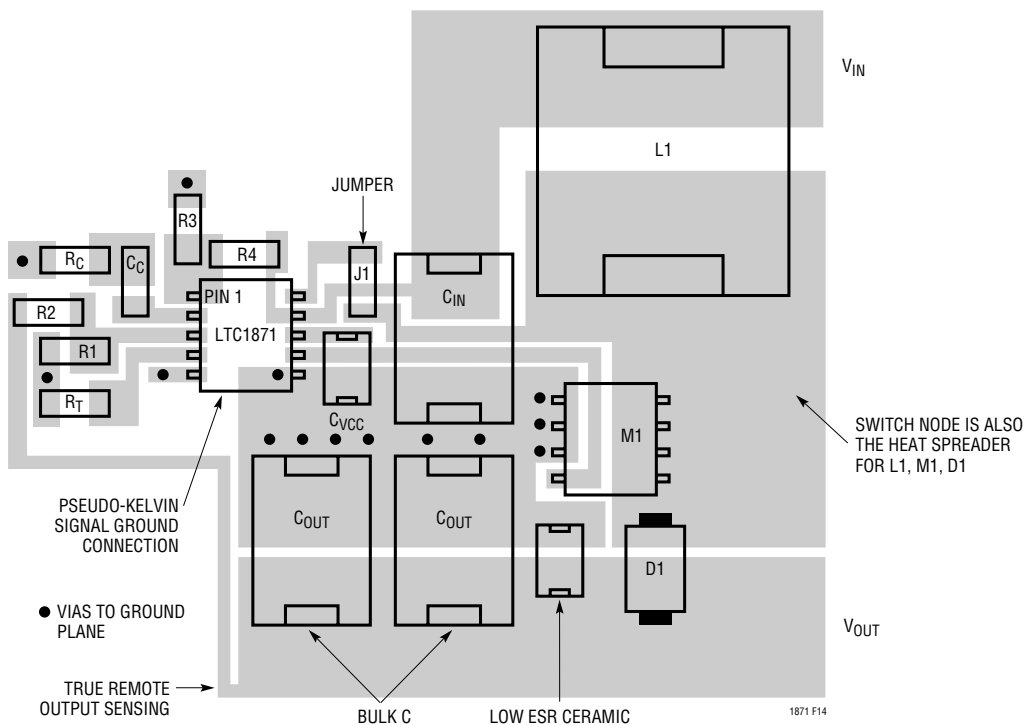 V_IN
L1
JUMPER
R3
R_C
C_C
R4
J1
C_IN
PIN 1
R2
LTC1871
R1
R_T
C_VCC
M1
SWITCH NODE IS ALSO
THE HEAT SPREADER
FOR L1, M1, D1
PSEUDO-KELVIN
SIGNAL GROUND
CONNECTION
C_OUT
C_OUT
D1
VIAS TO GROUND
PLANE
V_OUT
TRUE REMOTE
OUTPUT SENSING
BULK C
LOW ESR CERAMIC
1871 F14